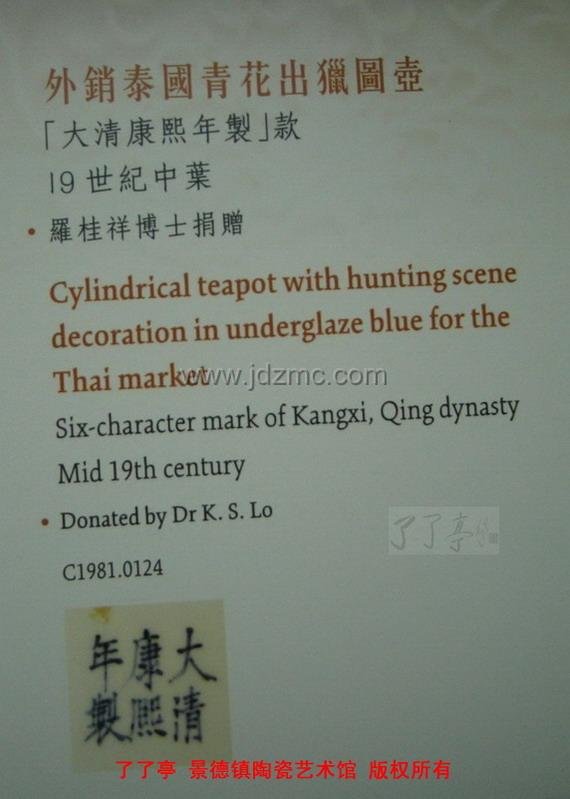 外銷泰國青花出獵圖壺
「大清康熙年製」款
19世紀中葉
• 羅桂祥博士捐贈
Cylindrical teapot with hunting scene
decoration in underglaze blue for the
Thai market
www.jdzmc.com
Six-character mark of Kangxi, Qing dynasty
Mid 19th century
• Donated by Dr K. S. Lo
了了亭
C1981.0124
大清
康熙
年製
了了亭 景德镇陶瓷艺术馆 版权所有